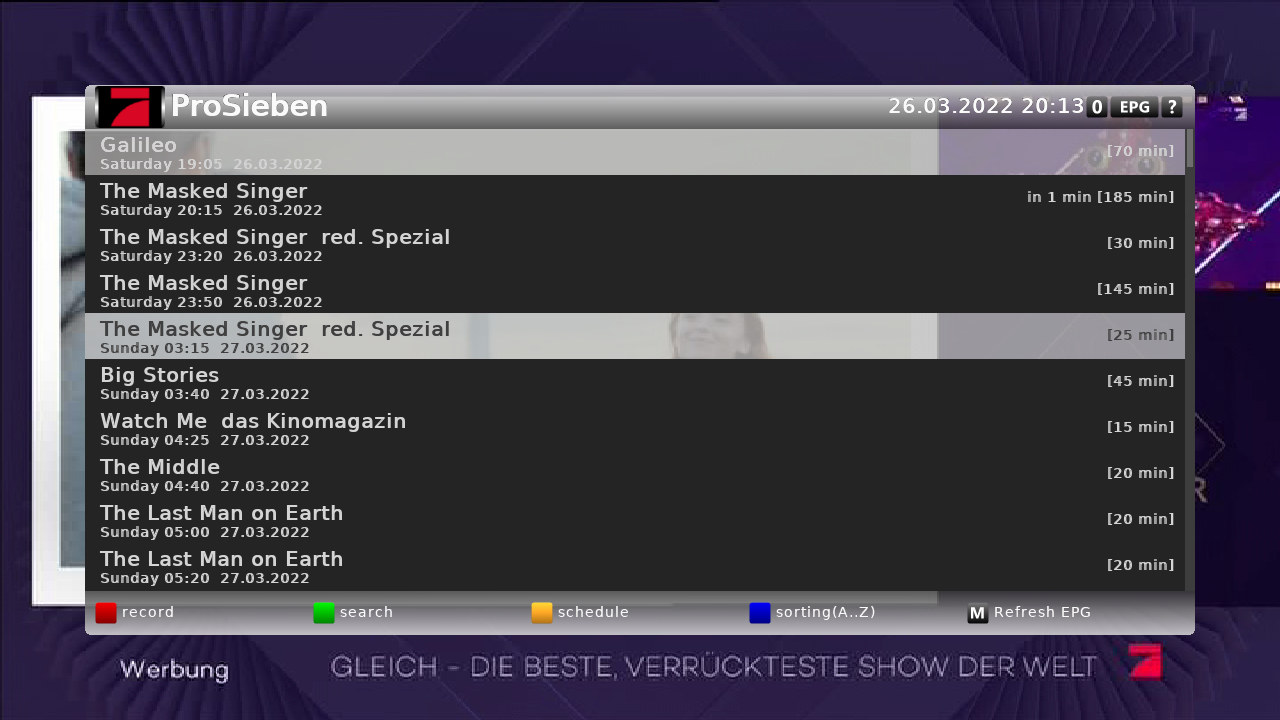 ProSieben 26.03.2022 20:13 0 EPG ?
Galileo
Saturday 19:05 26.03.2022 [70 min]
The Masked Singer
Saturday 20:15 26.03.2022 in 1 min [185 min]
The Masked Singer red. Spezial
Saturday 23:20 26.03.2022 [30 min]
The Masked Singer
Saturday 23:50 26.03.2022 [145 min]
The Masked Singer red. Spezial
Sunday 03:15 27.03.2022 [25 min]
Big Stories
Sunday 03:40 27.03.2022 [45 min]
Watch Me das Kinomagazin
Sunday 04:25 27.03.2022 [15 min]
The Middle
Sunday 04:40 27.03.2022 [20 min]
The Last Man on Earth
Sunday 05:00 27.03.2022 [20 min]
The Last Man on Earth
Sunday 05:20 27.03.2022 [20 min]
record search schedule sorting(A..Z) M Refresh EPG
Werbung GLEICH – DIE BESTE, VERRÜCKTESTE SHOW DER WELT